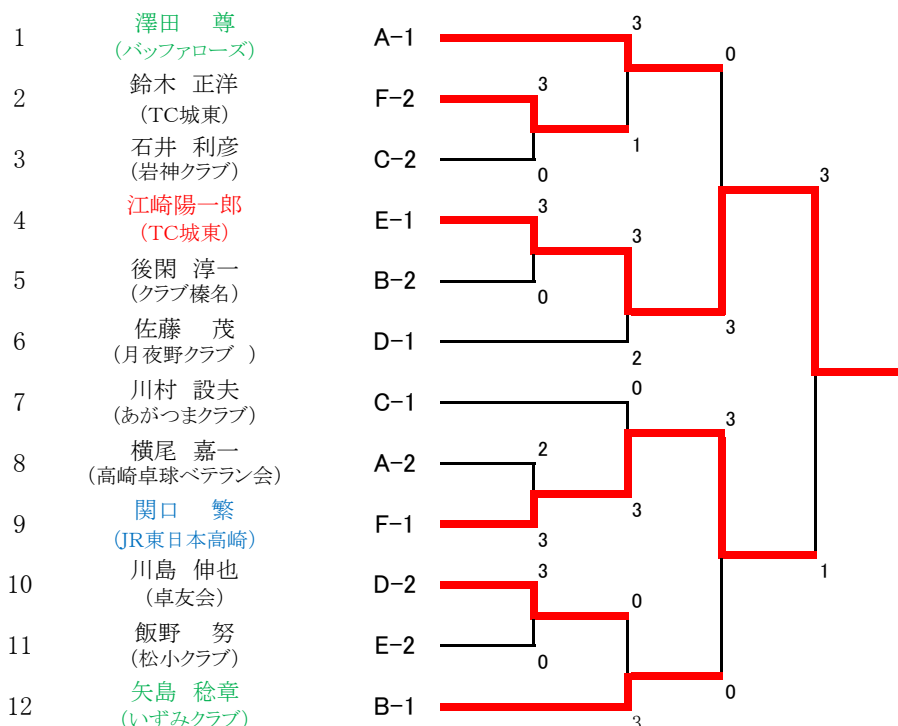 1 澤田 尊 A-1
(バッファローズ)
3
0
2 鈴木 正洋 F-2
(TC城東)
3
1
3 石井 利彦 C-2
(岩神クラブ)
0
3
4 江崎陽一郎 E-1
(TC城東)
3
3
5 後閑 淳一 B-2
(クラブ榛名)
0
3
6 佐藤 茂 D-1
(月夜野クラブ )
2
0
7 川村 設夫 C-1
(あがつまクラブ)
3
8 横尾 嘉一 A-2
(高崎卓球ベテラン会)
2
3
9 関口 繁 F-1
(JR東日本高崎)
3
1
10 川島 伸也 D-2
(卓友会)
3
0
11 飯野 努 E-2
(松小クラブ)
0
0
12 矢島 稔章 B-1
(いずみクラブ)
3